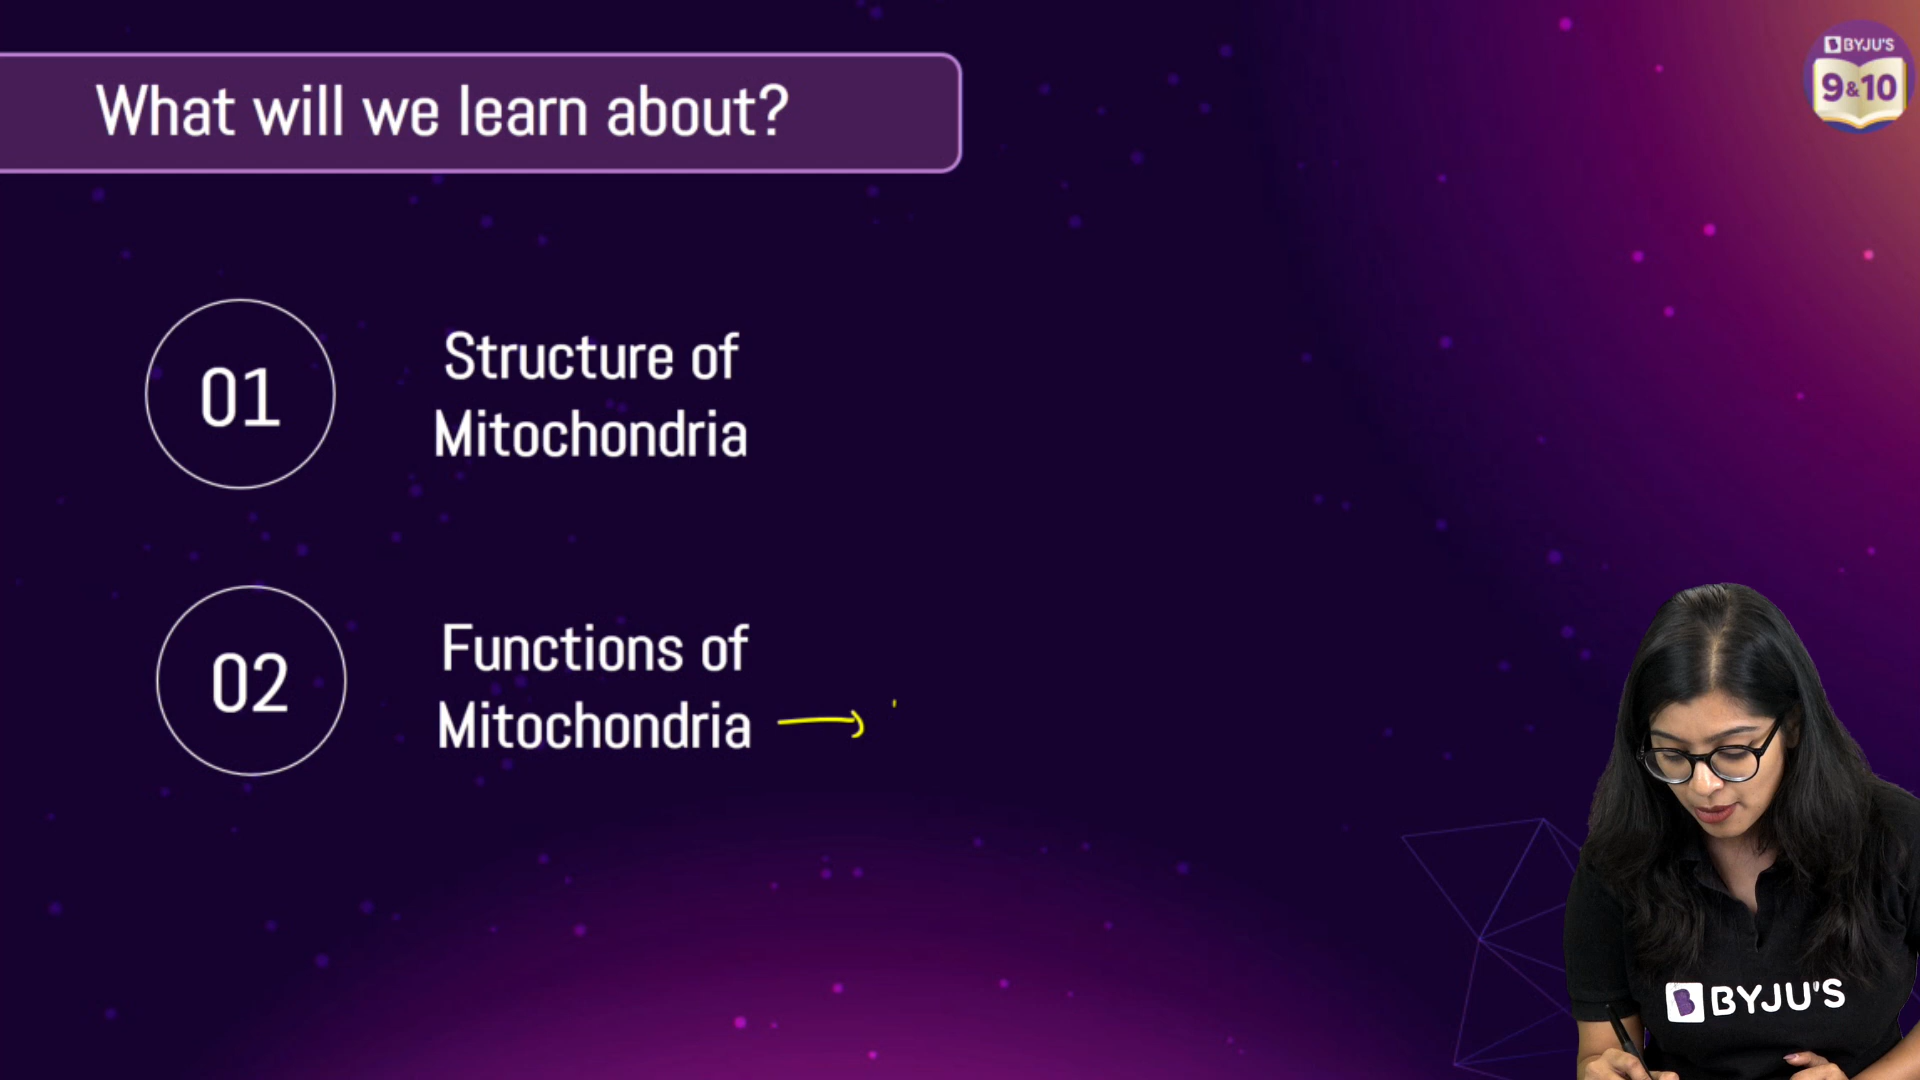 What will we learn about?
BYJU'S
9&10
01
Structure of
Mitochondria
02
Functions of
Mitochondria
BYJU'S